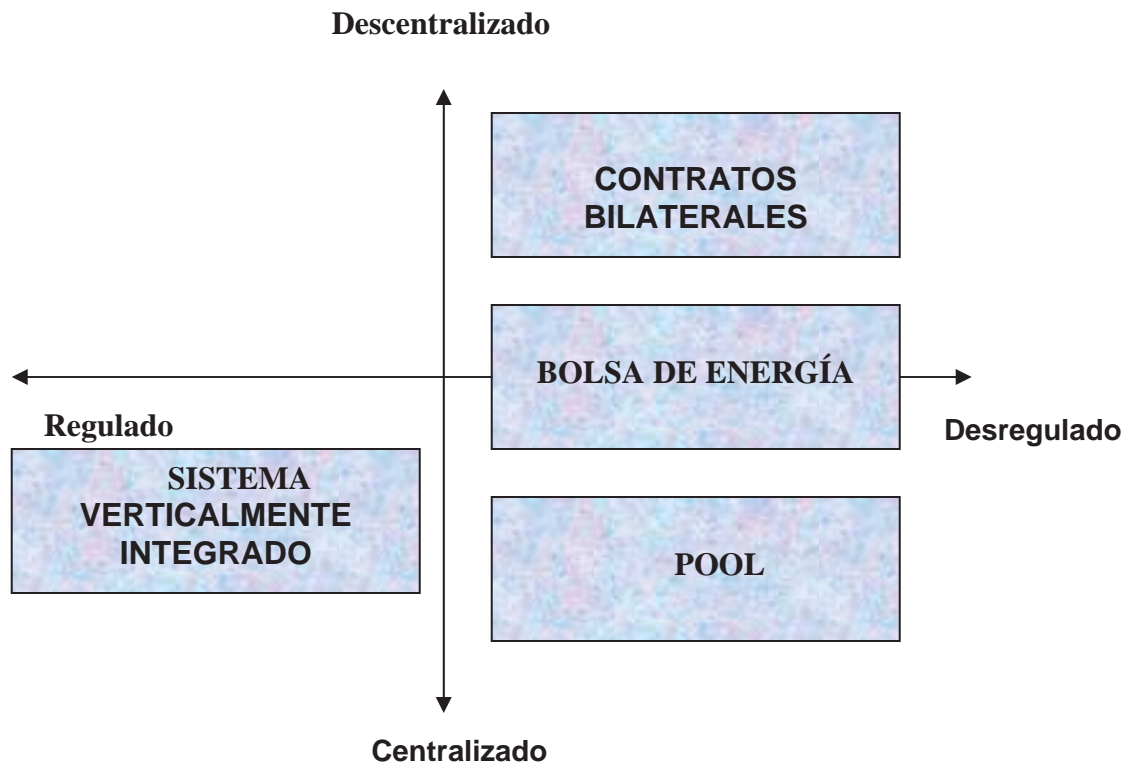 Descentralizado
CONTRATOS
BILATERALES
BOLSA DE ENERGÍA
Regulado
Desregulado
SISTEMA
VERTICALMENTE
INTEGRADO
POOL
Centralizado